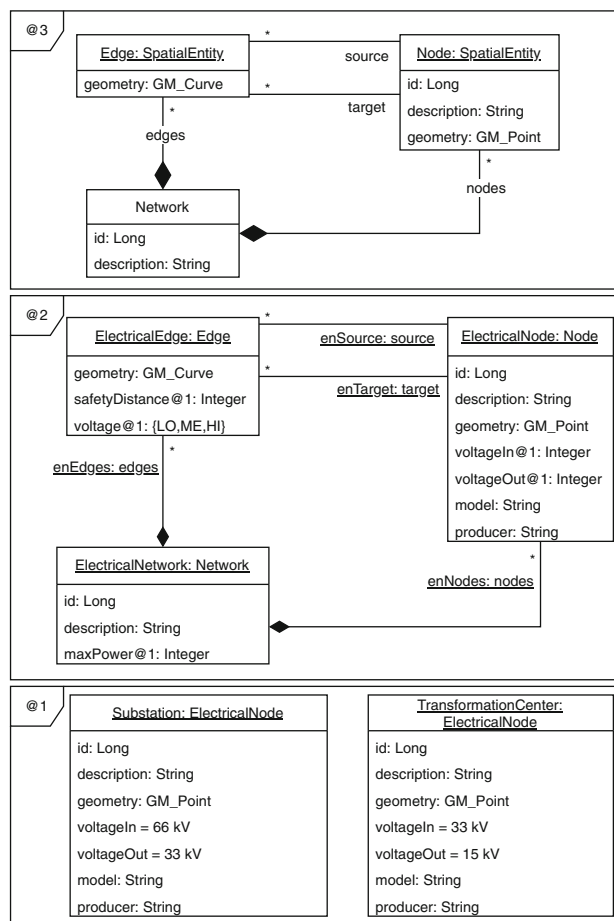 @3
Edge: SpatialEntity
geometry: GM_Curve
*
source
*
target
Node: SpatialEntity
id: Long
description: String
geometry: GM_Point
*
edges
*
nodes
Network
id: Long
description: String
@2
ElectricalEdge: Edge
geometry: GM_Curve
safetyDistance@1: Integer
voltage@1: {LO,ME,HI}
*
enSource: source
*
enTarget: target
ElectricalNode: Node
id: Long
description: String
geometry: GM_Point
voltageIn@1: Integer
voltageOut@1: Integer
model: String
producer: String
*
enEdges: edges
*
enNodes: nodes
ElectricalNetwork: Network
id: Long
description: String
maxPower@1: Integer
@1
Substation: ElectricalNode
id: Long
description: String
geometry: GM_Point
voltageIn = 66 kV
voltageOut = 33 kV
model: String
producer: String
TransformationCenter:
ElectricalNode
id: Long
description: String
geometry: GM_Point
voltageIn = 33 kV
voltageOut = 15 kV
model: String
producer: String